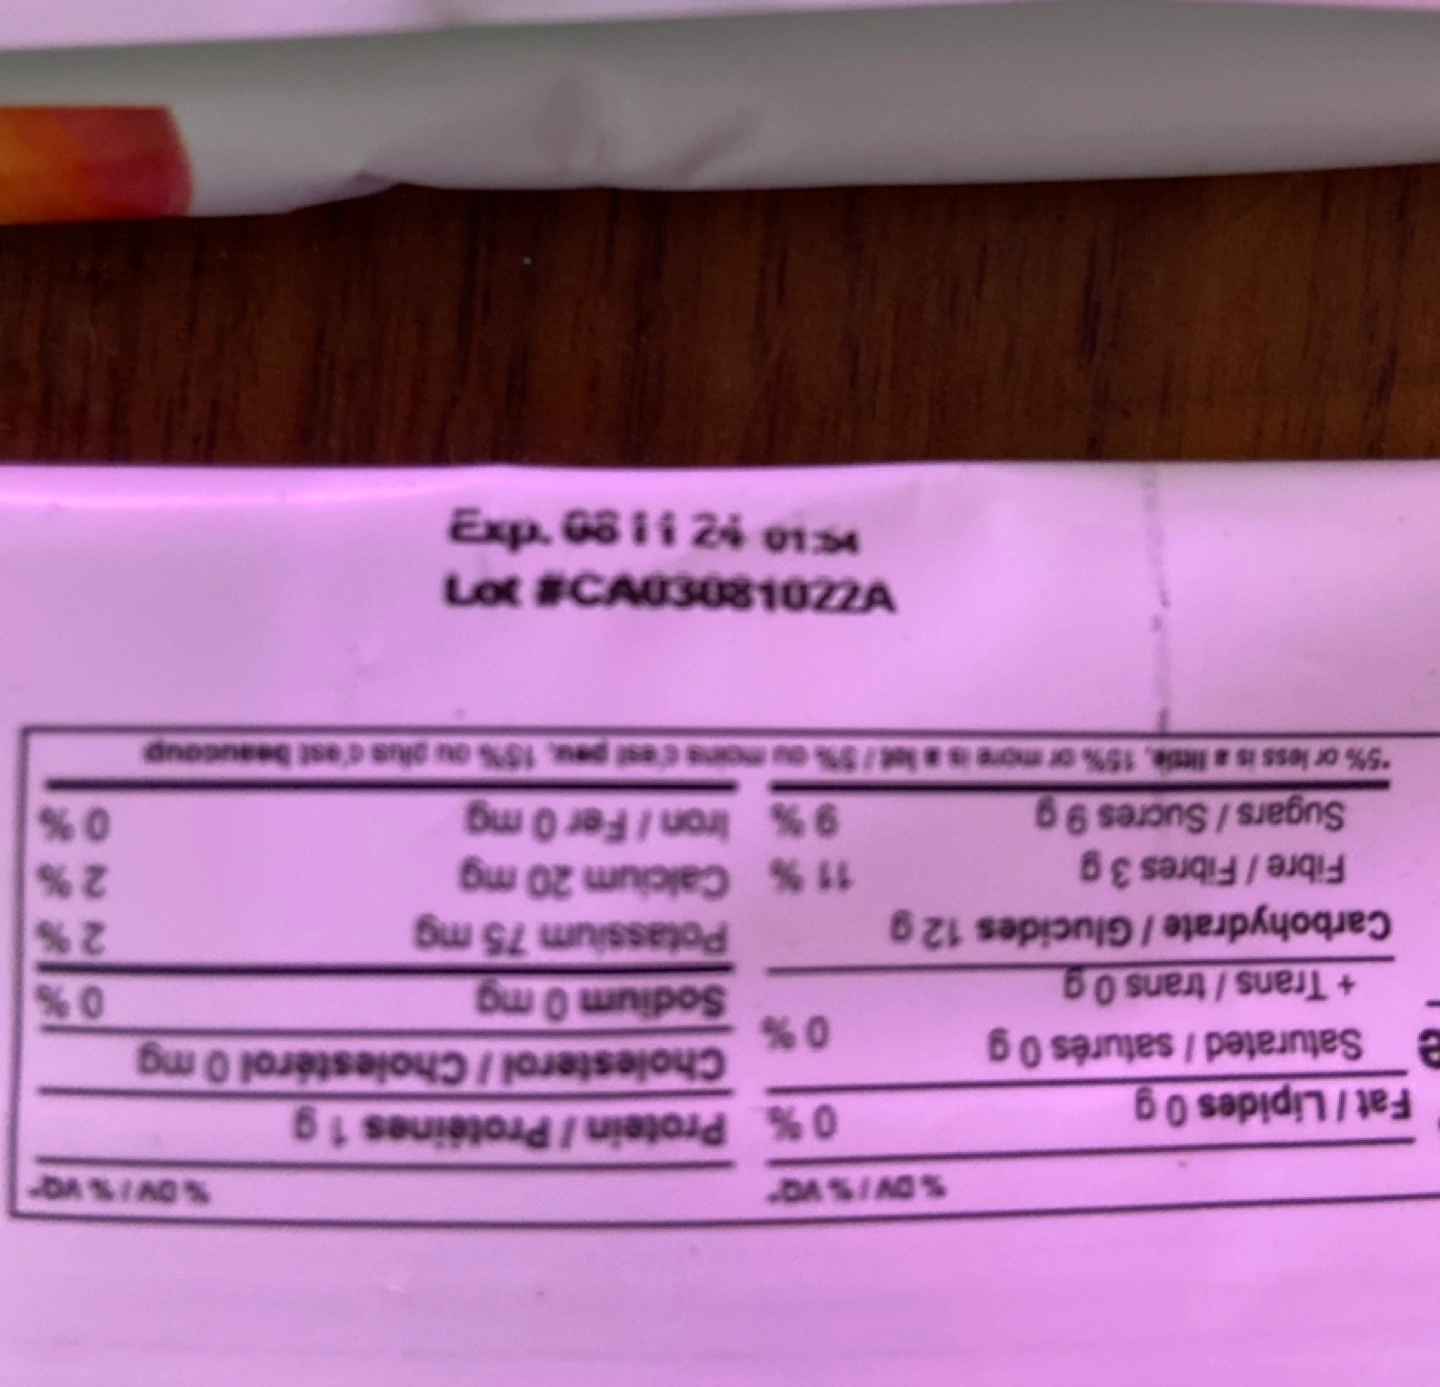 Exp. 08 11 24 01:54
Lot #CA03081022A
% DV / % VQ*
Fat / Lipides 0 g 0 %
Saturated / saturés 0 g
+ Trans / trans 0 g 0 %
Carbohydrate / Glucides 12 g
Fibre / Fibres 3 g 11 %
Sugars / Sucres 9 g 9 %
% DV / % VQ*
Protein / Protéines 1 g
Cholesterol / Cholestérol 0 mg
Sodium 0 mg 0 %
Potassium 75 mg 2 %
Calcium 20 mg 2 %
Iron / Fer 0 mg 0 %
*5% or less is a little, 15% or more is a lot / 5% ou moins c'est peu, 15% ou plus c'est beaucoup